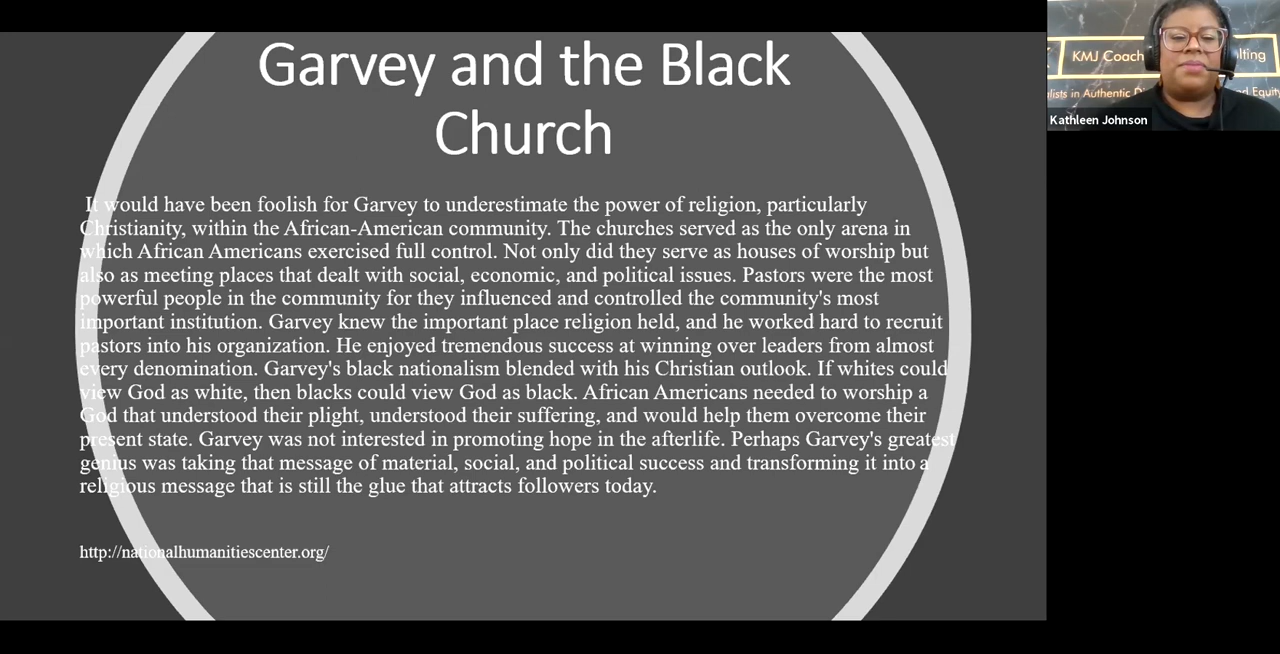 Garvey and the Black
Church
It would have been foolish for Garvey to underestimate the power of religion, particularly
Christianity, within the African-American community. The churches served as the only arena in
which African Americans exercised full control. Not only did they serve as houses of worship but
also as meeting places that dealt with social, economic, and political issues. Pastors were the most
powerful people in the community for they influenced and controlled the community's most
important institution. Garvey knew the important place religion held, and he worked hard to recruit
pastors into his organization. He enjoyed tremendous success at winning over leaders from almost
every denomination. Garvey's black nationalism blended with his Christian outlook. If whites could
view God as white, then blacks could view God as black. African Americans needed to worship a
God that understood their plight, understood their suffering, and would help them overcome their
present state. Garvey was not interested in promoting hope in the afterlife. Perhaps Garvey's greatest
genius was taking that message of material, social, and political success and transforming it into a
religious message that is still the glue that attracts followers today.
http://nationalhumanitiescenter.org/
KMJ Coach lting
lists in Authentic D nd Equity
Kathleen Johnson